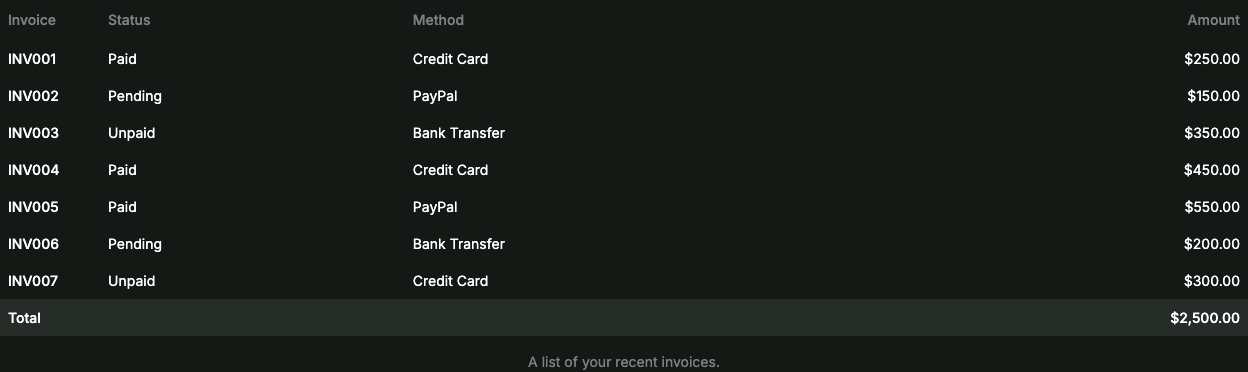 Invoice Status Method Amount
INV001 Paid Credit Card $250.00
INV002 Pending PayPal $150.00
INV003 Unpaid Bank Transfer $350.00
INV004 Paid Credit Card $450.00
INV005 Paid PayPal $550.00
INV006 Pending Bank Transfer $200.00
INV007 Unpaid Credit Card $300.00
Total $2,500.00
A list of your recent invoices.